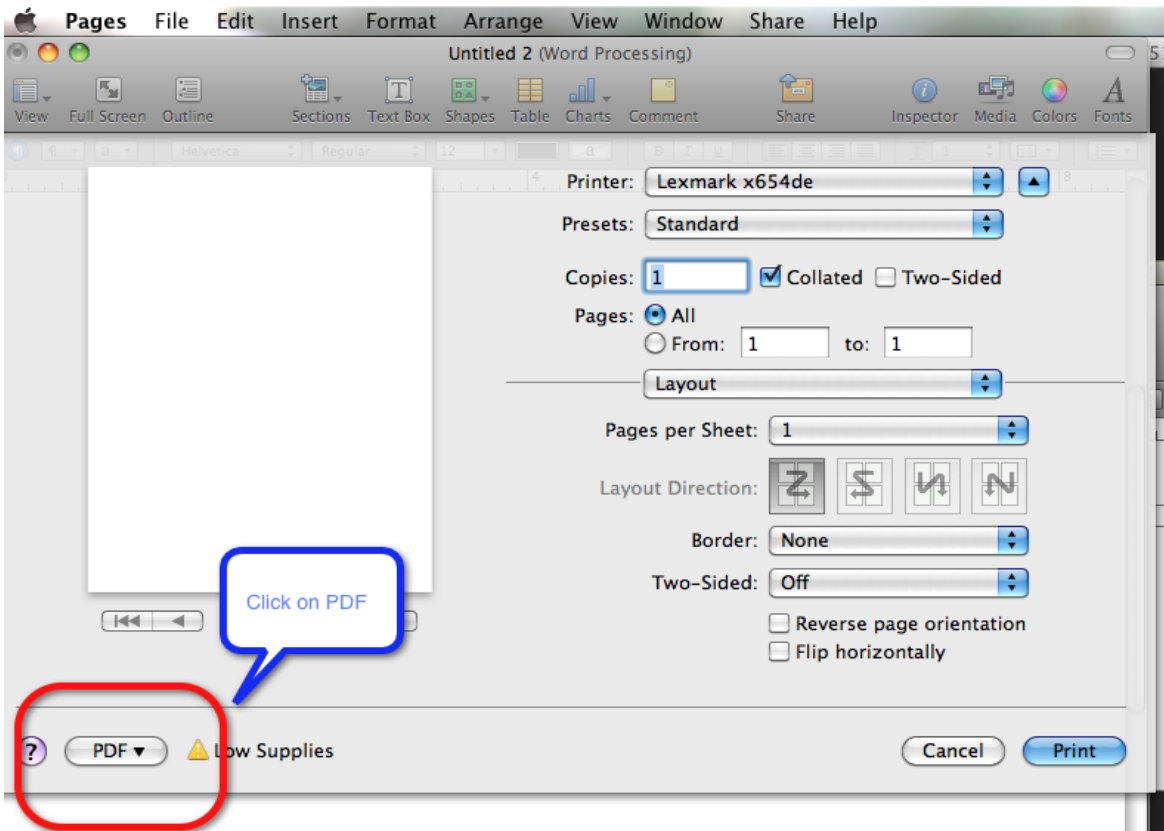 Pages File Edit Insert Format Arrange View Window Share Help
Untitled 2 (Word Processing)
View Full Screen Outline Sections Text Box Shapes Table Charts Comment Share Inspector Media Colors Fonts
Helvetica Regular 12 a B I U
Printer: Lexmark x654de
Presets: Standard
Copies: 1 Collated Two-Sided
Pages: All
From: 1 to: 1
Layout
Pages per Sheet: 1
Layout Direction:
Border: None
Click on PDF
Two-Sided: Off
Reverse page orientation
Flip horizontally
? PDF Low Supplies Cancel Print